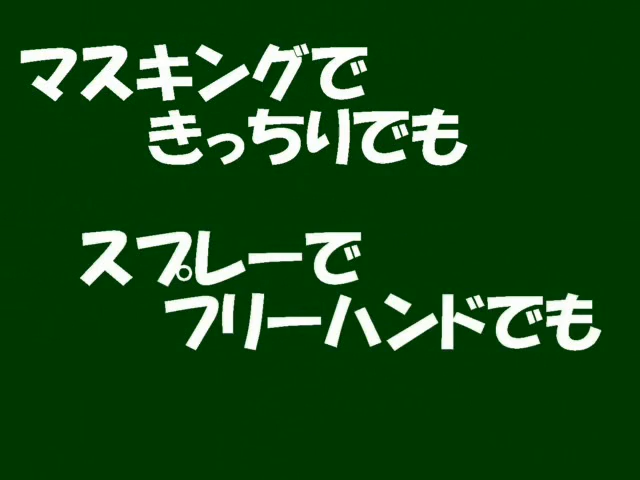 マスキングで
きっちりでも
スプレーで
フリーハンドでも